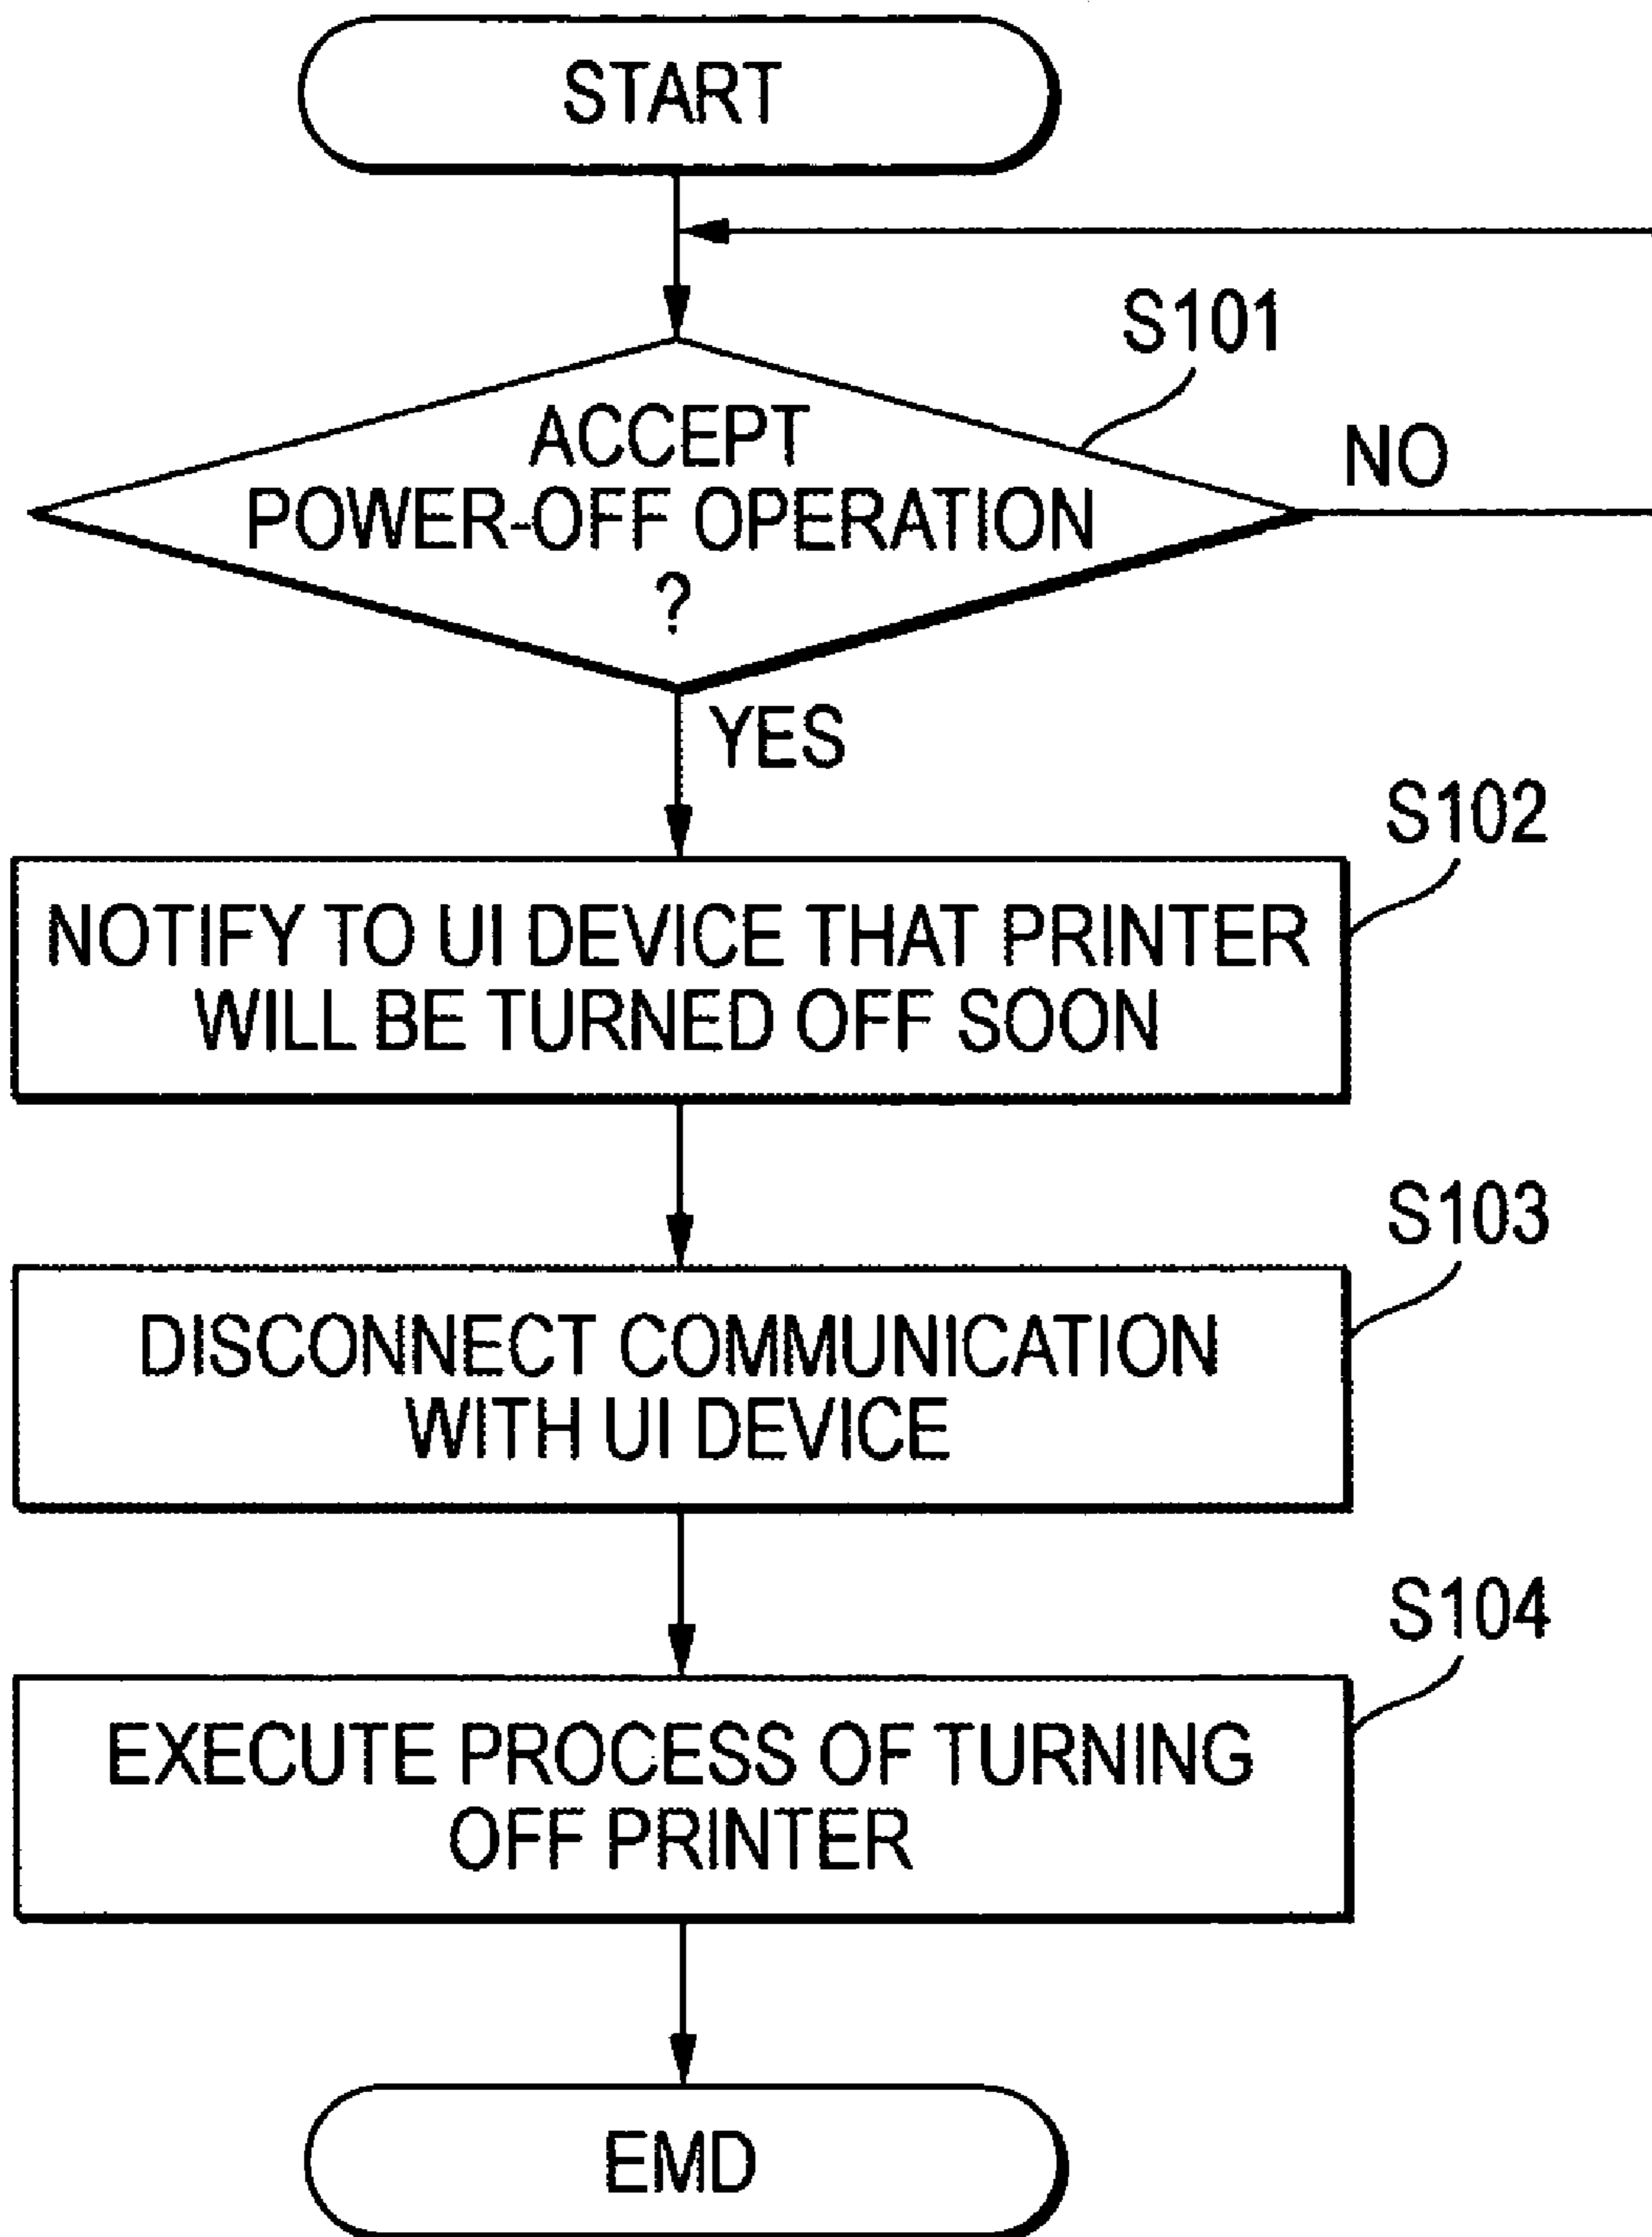 START
S101
ACCEPT
POWER-OFF OPERATION
?
NO
YES
S102
NOTIFY TO UI DEVICE THAT PRINTER
WILL BE TURNED OFF SOON
S103
DISCONNECT COMMUNICATION
WITH UI DEVICE
S104
EXECUTE PROCESS OF TURNING
OFF PRINTER
EMD